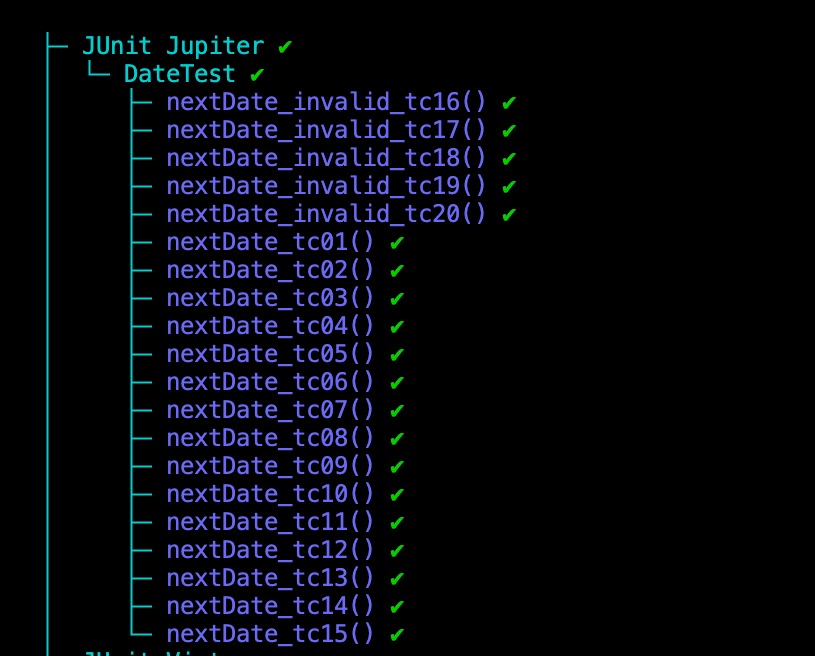 JUnit Jupiter ✔
DateTest ✔
nextDate_invalid_tc16() ✔
nextDate_invalid_tc17() ✔
nextDate_invalid_tc18() ✔
nextDate_invalid_tc19() ✔
nextDate_invalid_tc20() ✔
nextDate_tc01() ✔
nextDate_tc02() ✔
nextDate_tc03() ✔
nextDate_tc04() ✔
nextDate_tc05() ✔
nextDate_tc06() ✔
nextDate_tc07() ✔
nextDate_tc08() ✔
nextDate_tc09() ✔
nextDate_tc10() ✔
nextDate_tc11() ✔
nextDate_tc12() ✔
nextDate_tc13() ✔
nextDate_tc14() ✔
nextDate_tc15() ✔